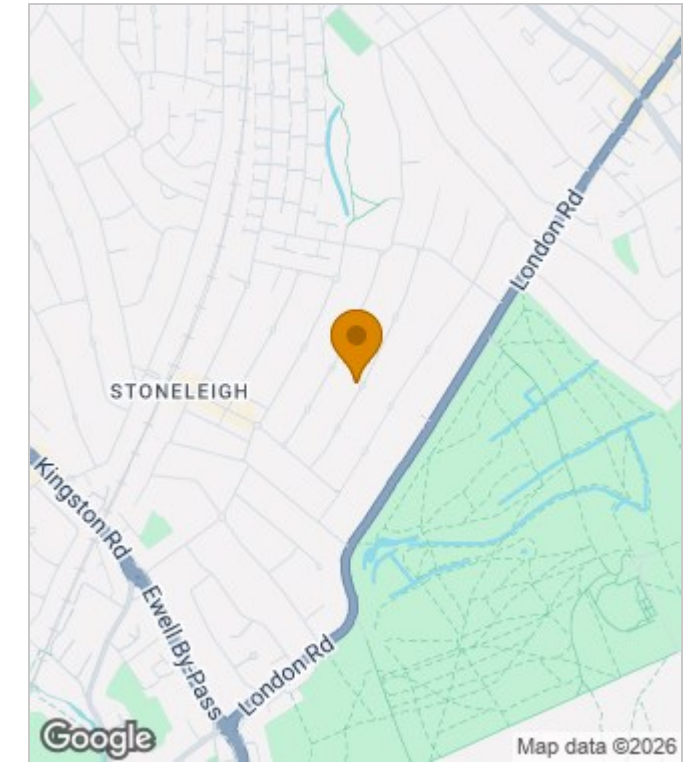 London Rd
STONELEIGH
Kingston Rd
Ewell By-Pass
London Rd
Google
Map data ©2026